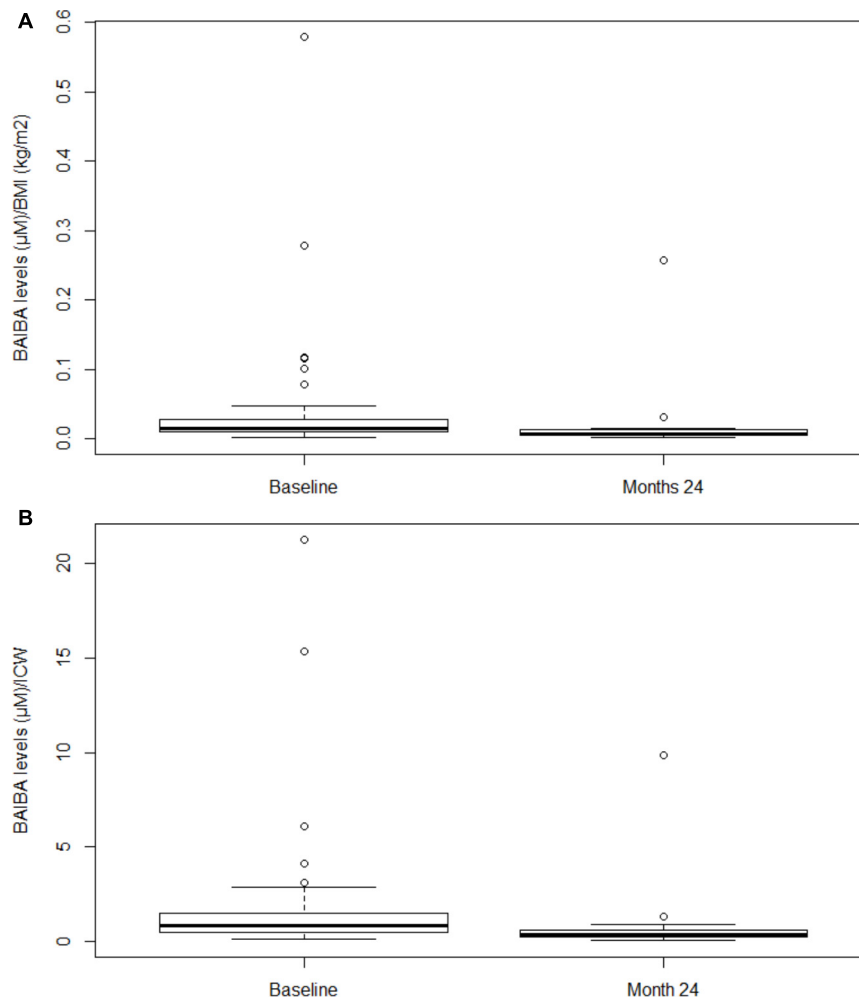 A
BAIBA levels (µM)/BMI (kg/m2)
0.6
0.5
0.4
0.3
0.2
0.1
0.0
Baseline
Months 24
B
BAIBA levels (µM)/ICW
20
15
10
5
0
Baseline
Month 24